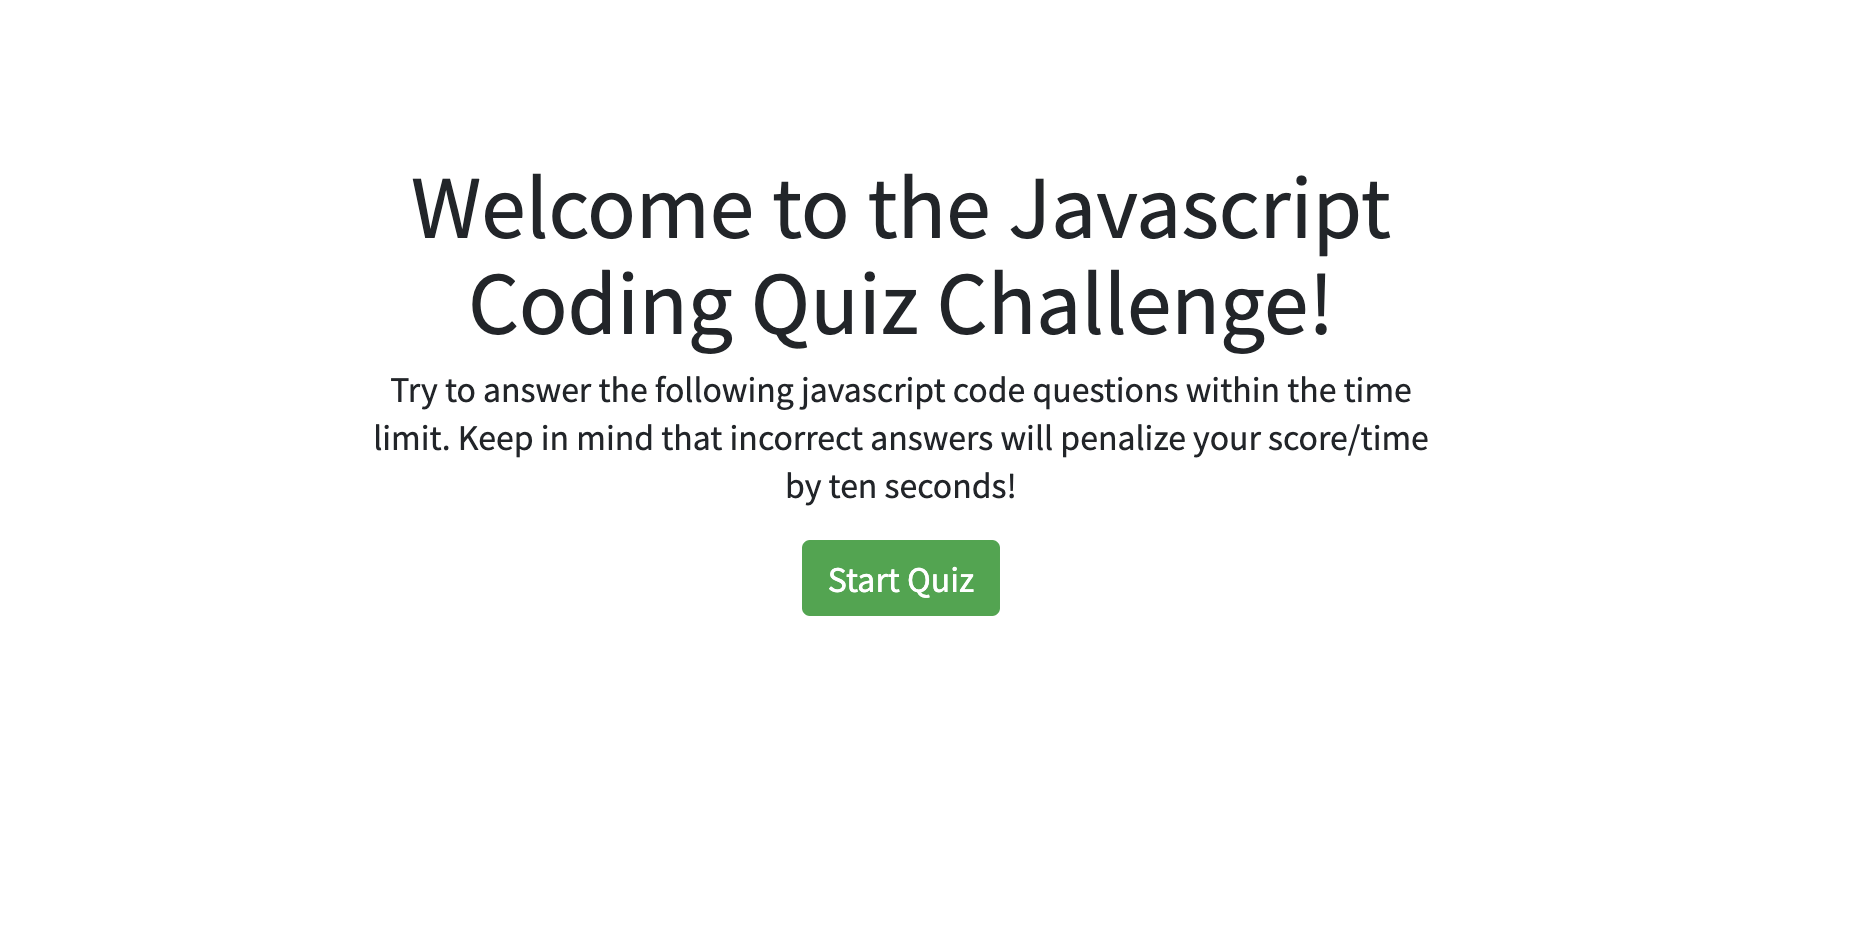 Welcome to the Javascript
Coding Quiz Challenge!
Try to answer the following javascript code questions within the time
limit. Keep in mind that incorrect answers will penalize your score/time
by ten seconds!
Start Quiz